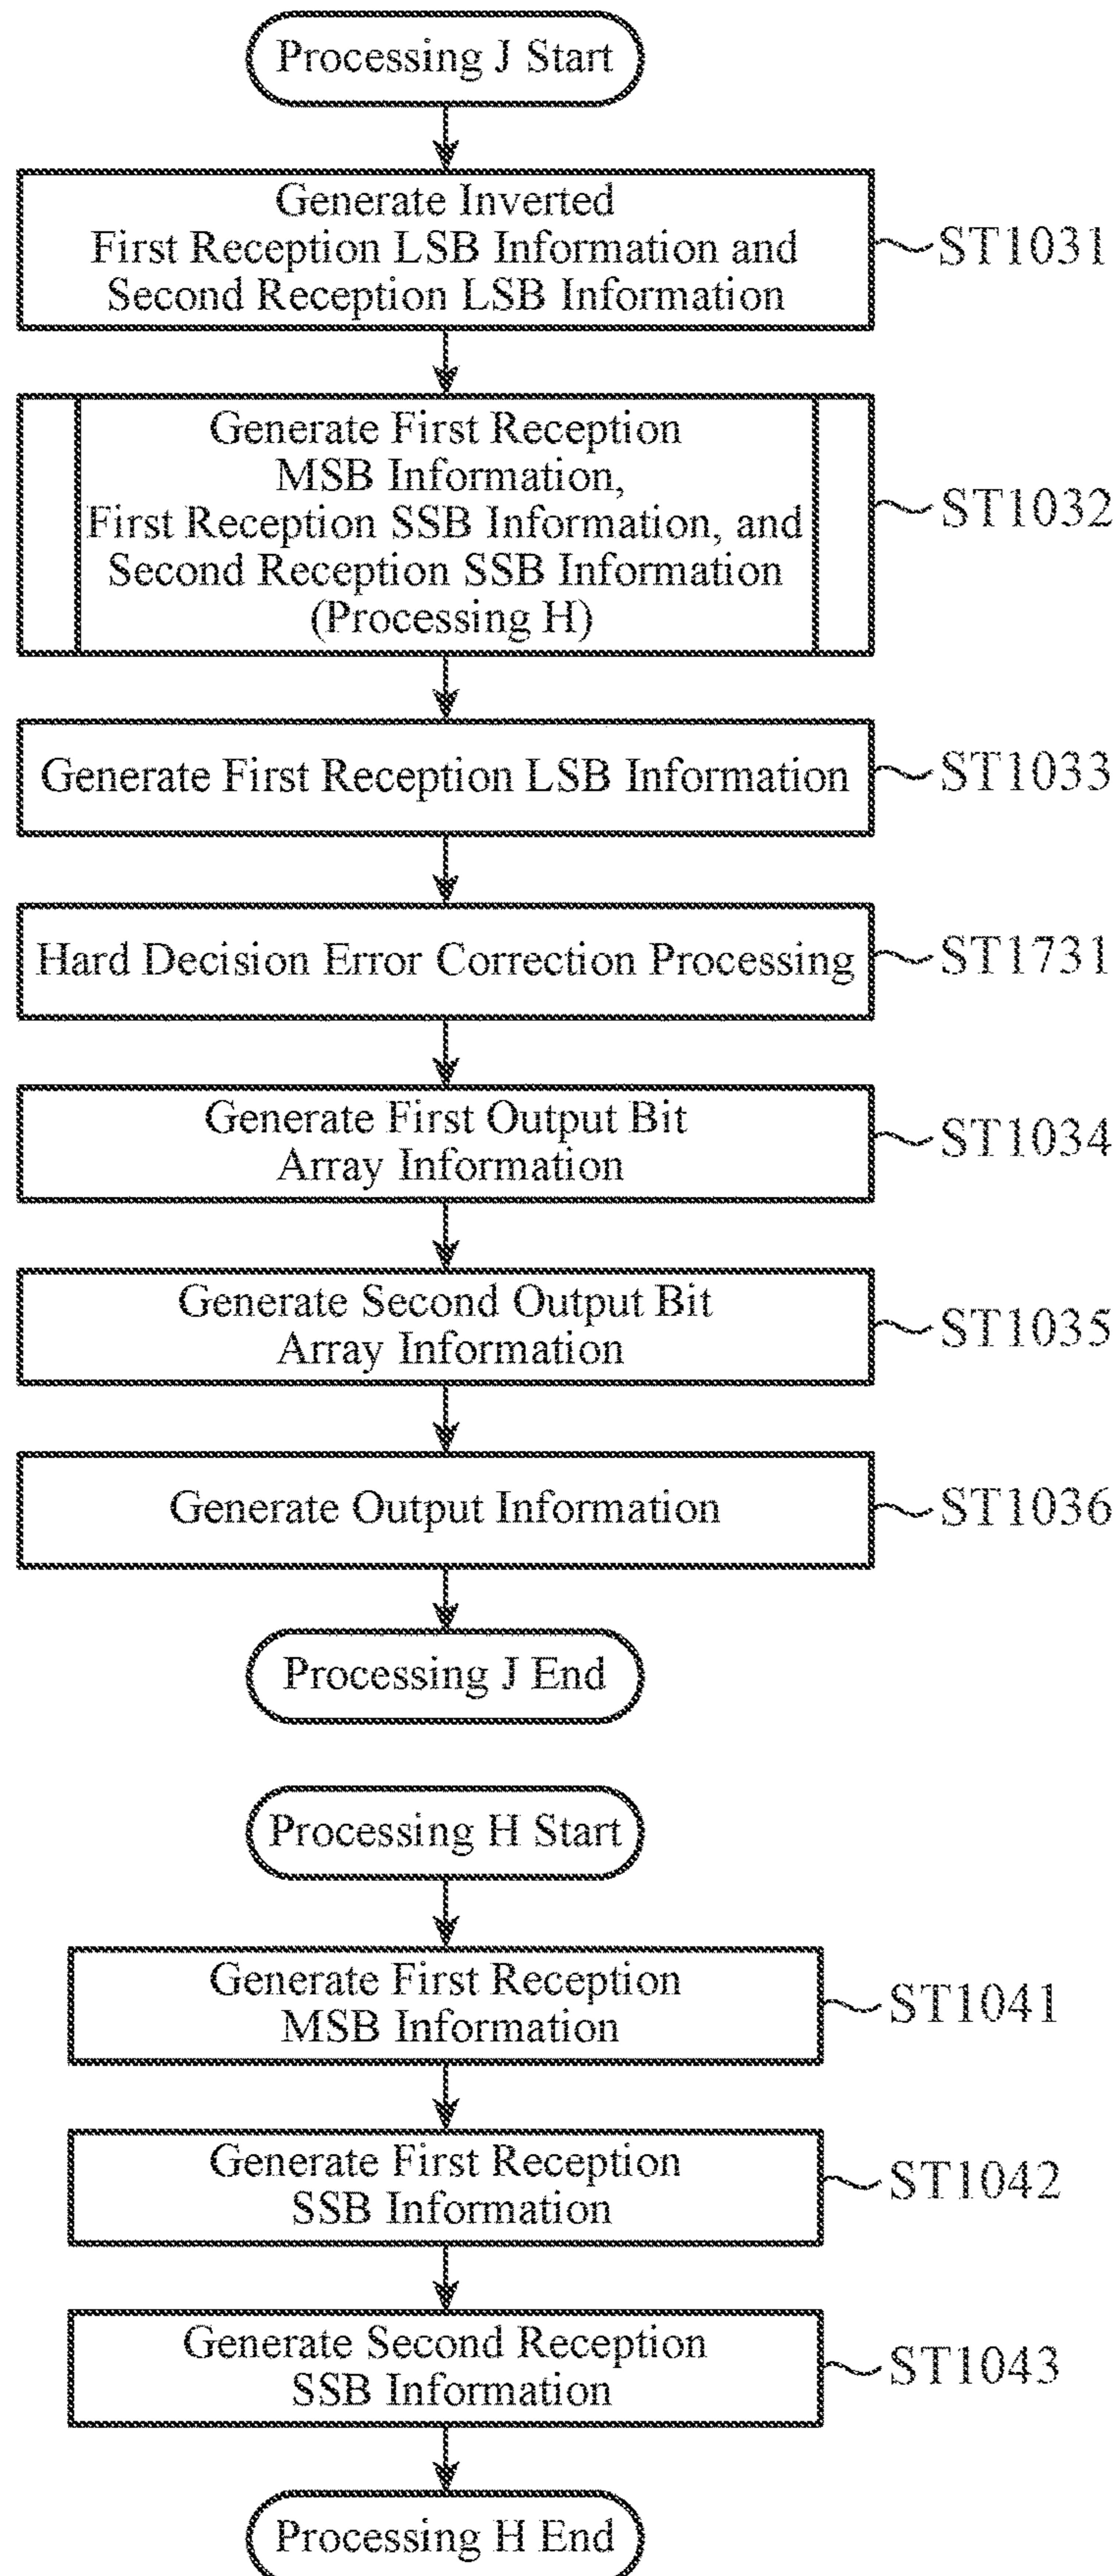 Processing J Start
Generate Inverted
First Reception LSB Information and
Second Reception LSB Information
ST1031
Generate First Reception
MSB Information,
First Reception SSB Information, and
Second Reception SSB Information
(Processing H)
ST1032
Generate First Reception LSB Information
ST1033
Hard Decision Error Correction Processing
ST1731
Generate First Output Bit
Array Information
ST1034
Generate Second Output Bit
Array Information
ST1035
Generate Output Information
ST1036
Processing J End
Processing H Start
Generate First Reception
MSB Information
ST1041
Generate First Reception
SSB Information
ST1042
Generate Second Reception
SSB Information
ST1043
Processing H End